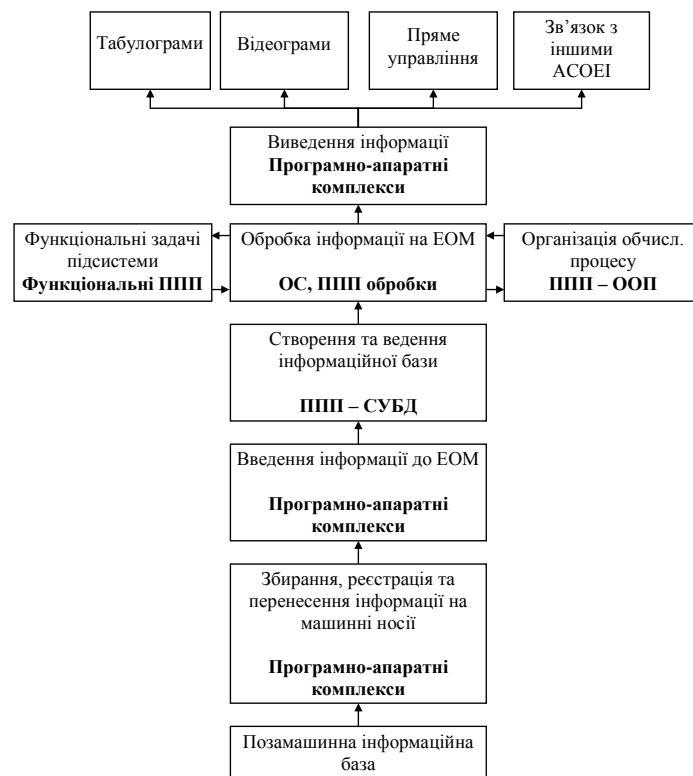 Табулограми
Відеограми
Пряме
управління
Зв’язок з
іншими
АСОЕІ
Виведення інформації
Програмно-апаратні
комплекси
Функціональні задачі
підсистеми
Функціональні ППП
Обробка інформації на ЕОМ
ОС, ППП обробки
Організація обчисл.
процесу
ППП – ООП
Створення та ведення
інформаційної бази
ППП – СУБД
Введення інформації до ЕОМ
Програмно-апаратні
комплекси
Збирання, реєстрація та
перенесення інформації на
машинні носії
Програмно-апаратні
комплекси
Позамашинна інформаційна
база